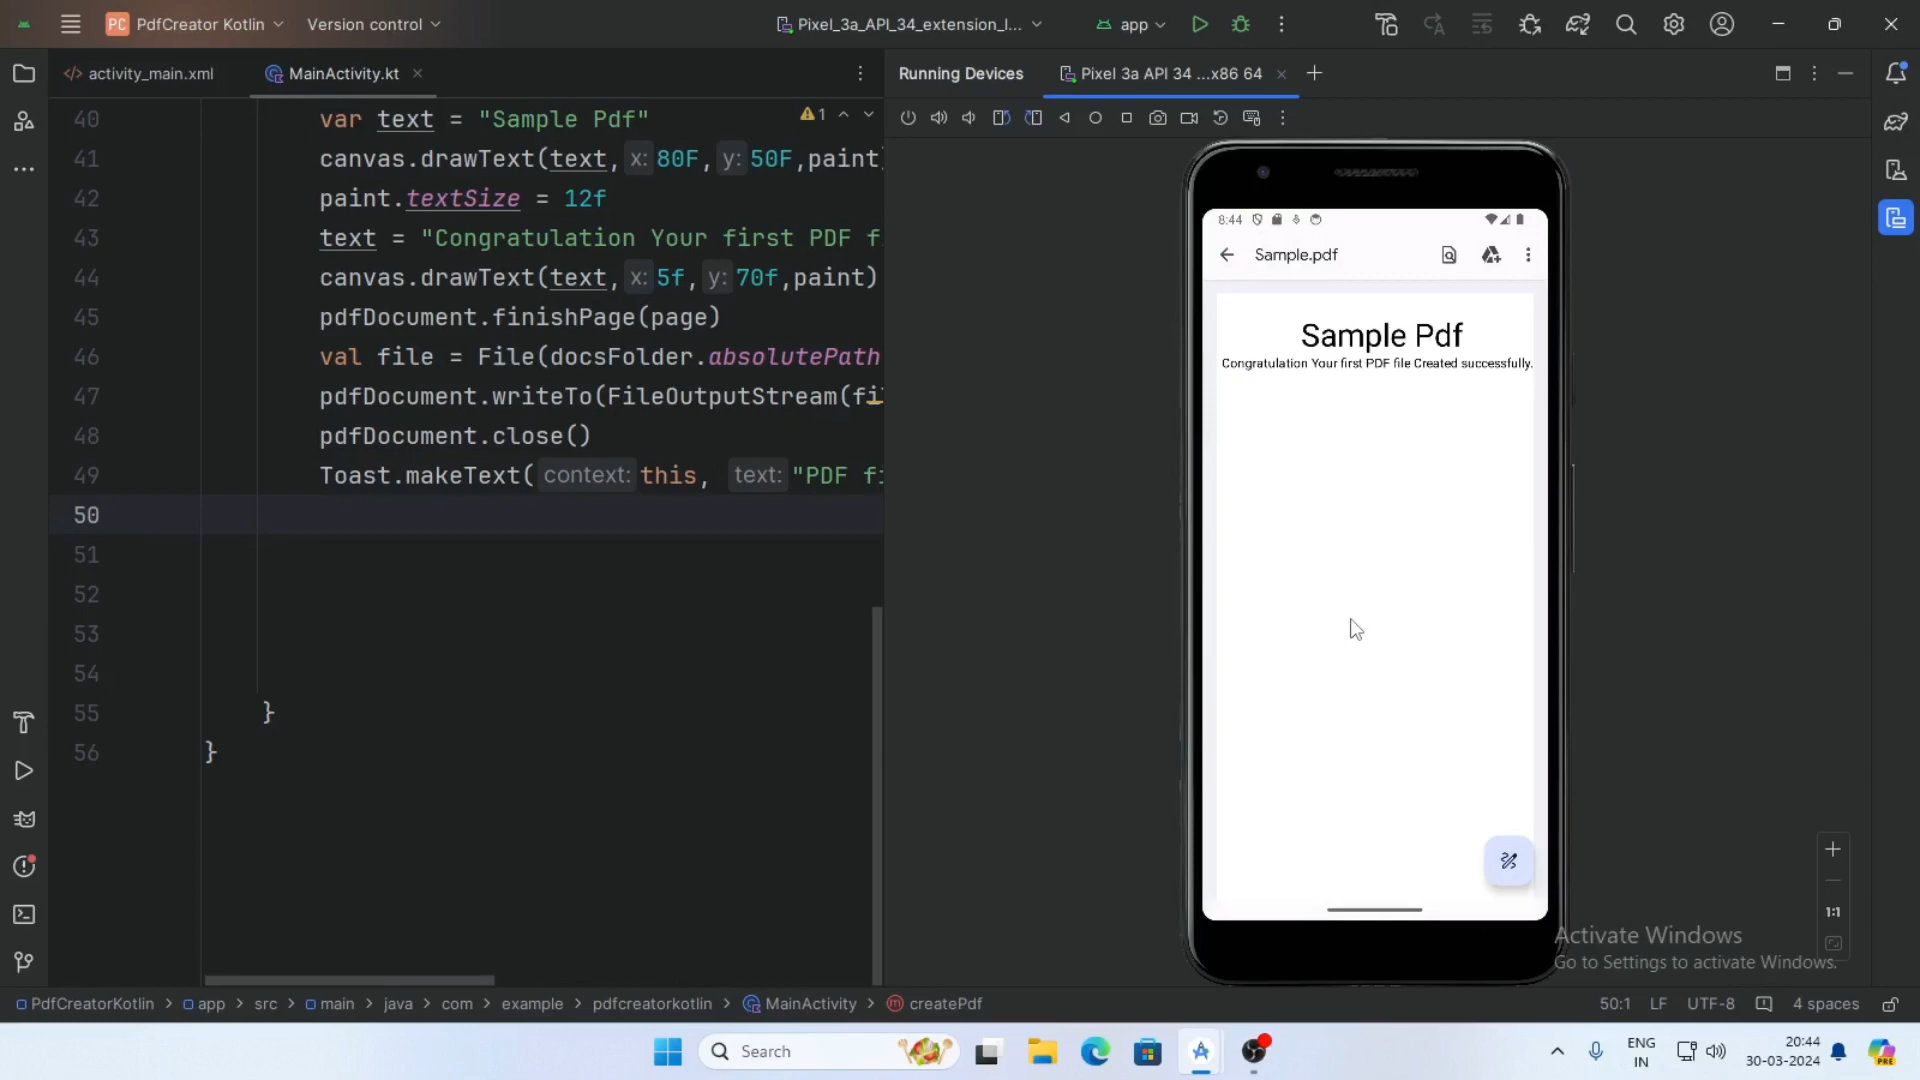 PC PdfCreator Kotlin Version control Pixel_3a_API_34_extension_l... app
activity_main.xml MainActivity.kt Running Devices Pixel 3a API 34 ...x86 64
40 var text = "Sample Pdf" 1
41 canvas.drawText(text, x: 80F, y: 50F,paint)
42 paint.textSize = 12f
43 text = "Congratulation Your first PDF f
44 canvas.drawText(text, x: 5f, y: 70f,paint)
45 pdfDocument.finishPage(page)
46 val file = File(docsFolder.absolutePath
47 pdfDocument.writeTo(FileOutputStream(fi
48 pdfDocument.close()
49 Toast.makeText( context: this, text: "PDF f
50
51
52
53
54
55 }
56 }
8:44
Sample.pdf
Sample Pdf
Congratulation Your first PDF file Created successfully.
1:1
Activate Windows
Go to Settings to activate Windows.
PdfCreatorKotlin > app > src > main > java > com > example > pdfcreatorkotlin > MainActivity > createPdf 50:1 LF UTF-8 4 spaces
Search
ENG
IN
20:44
30-03-2024
PRE